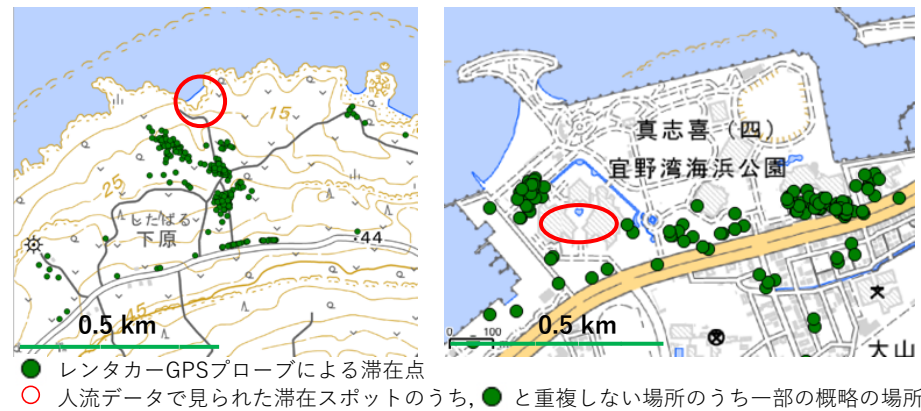 15
25
しだばる
下原
・44
45
0.5 km
真志喜（四）
宜野湾海浜公園
0 100
0.5 km
大山
● レンタカーGPSプローブによる滞在点
○ 人流データで見られた滞在スポットのうち, ● と重複しない場所のうち一部の概略の場所